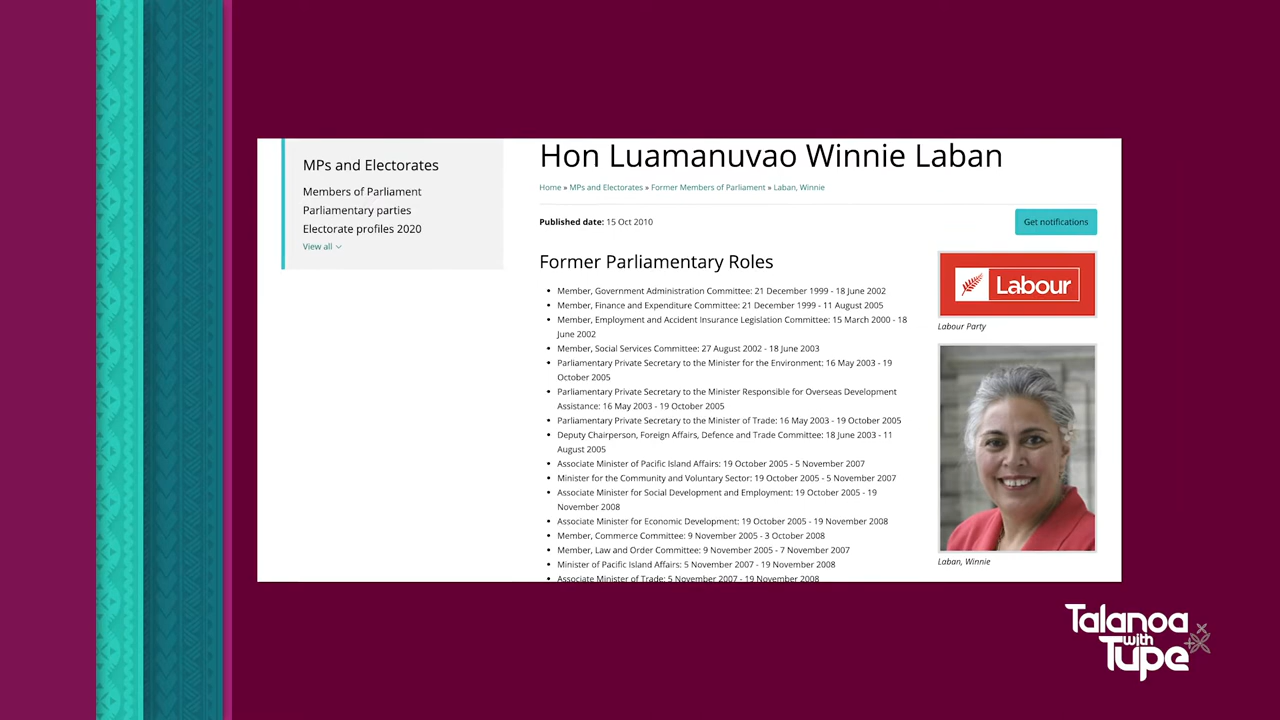 MPs and Electorates
Members of Parliament
Parliamentary parties
Electorate profiles 2020
View all
Hon Luamanuvao Winnie Laban
Home » MPs and Electorates » Former Members of Parliament » Laban, Winnie
Published date: 15 Oct 2010
Get notifications
Former Parliamentary Roles
• Member, Government Administration Committee: 21 December 1999 - 18 June 2002
• Member, Finance and Expenditure Committee: 21 December 1999 - 11 August 2005
• Member, Employment and Accident Insurance Legislation Committee: 15 March 2000 - 18
June 2002
• Member, Social Services Committee: 27 August 2002 - 18 June 2003
• Parliamentary Private Secretary to the Minister for the Environment: 16 May 2003 - 19
October 2005
• Parliamentary Private Secretary to the Minister Responsible for Overseas Development
Assistance: 16 May 2003 - 19 October 2005
• Parliamentary Private Secretary to the Minister of Trade: 16 May 2003 - 19 October 2005
• Deputy Chairperson, Foreign Affairs, Defence and Trade Committee: 18 June 2003 - 11
August 2005
• Associate Minister of Pacific Island Affairs: 19 October 2005 - 5 November 2007
• Minister for the Community and Voluntary Sector: 19 October 2005 - 5 November 2007
• Associate Minister for Social Development and Employment: 19 October 2005 - 19
November 2008
• Associate Minister for Economic Development: 19 October 2005 - 19 November 2008
• Member, Commerce Committee: 9 November 2005 - 3 October 2008
• Member, Law and Order Committee: 9 November 2005 - 7 November 2007
• Minister of Pacific Island Affairs: 5 November 2007 - 19 November 2008
• Associate Minister of Trade: 5 November 2007 - 19 November 2008
Labour
Labour Party
Laban, Winnie
Talanoa
with
Tupe